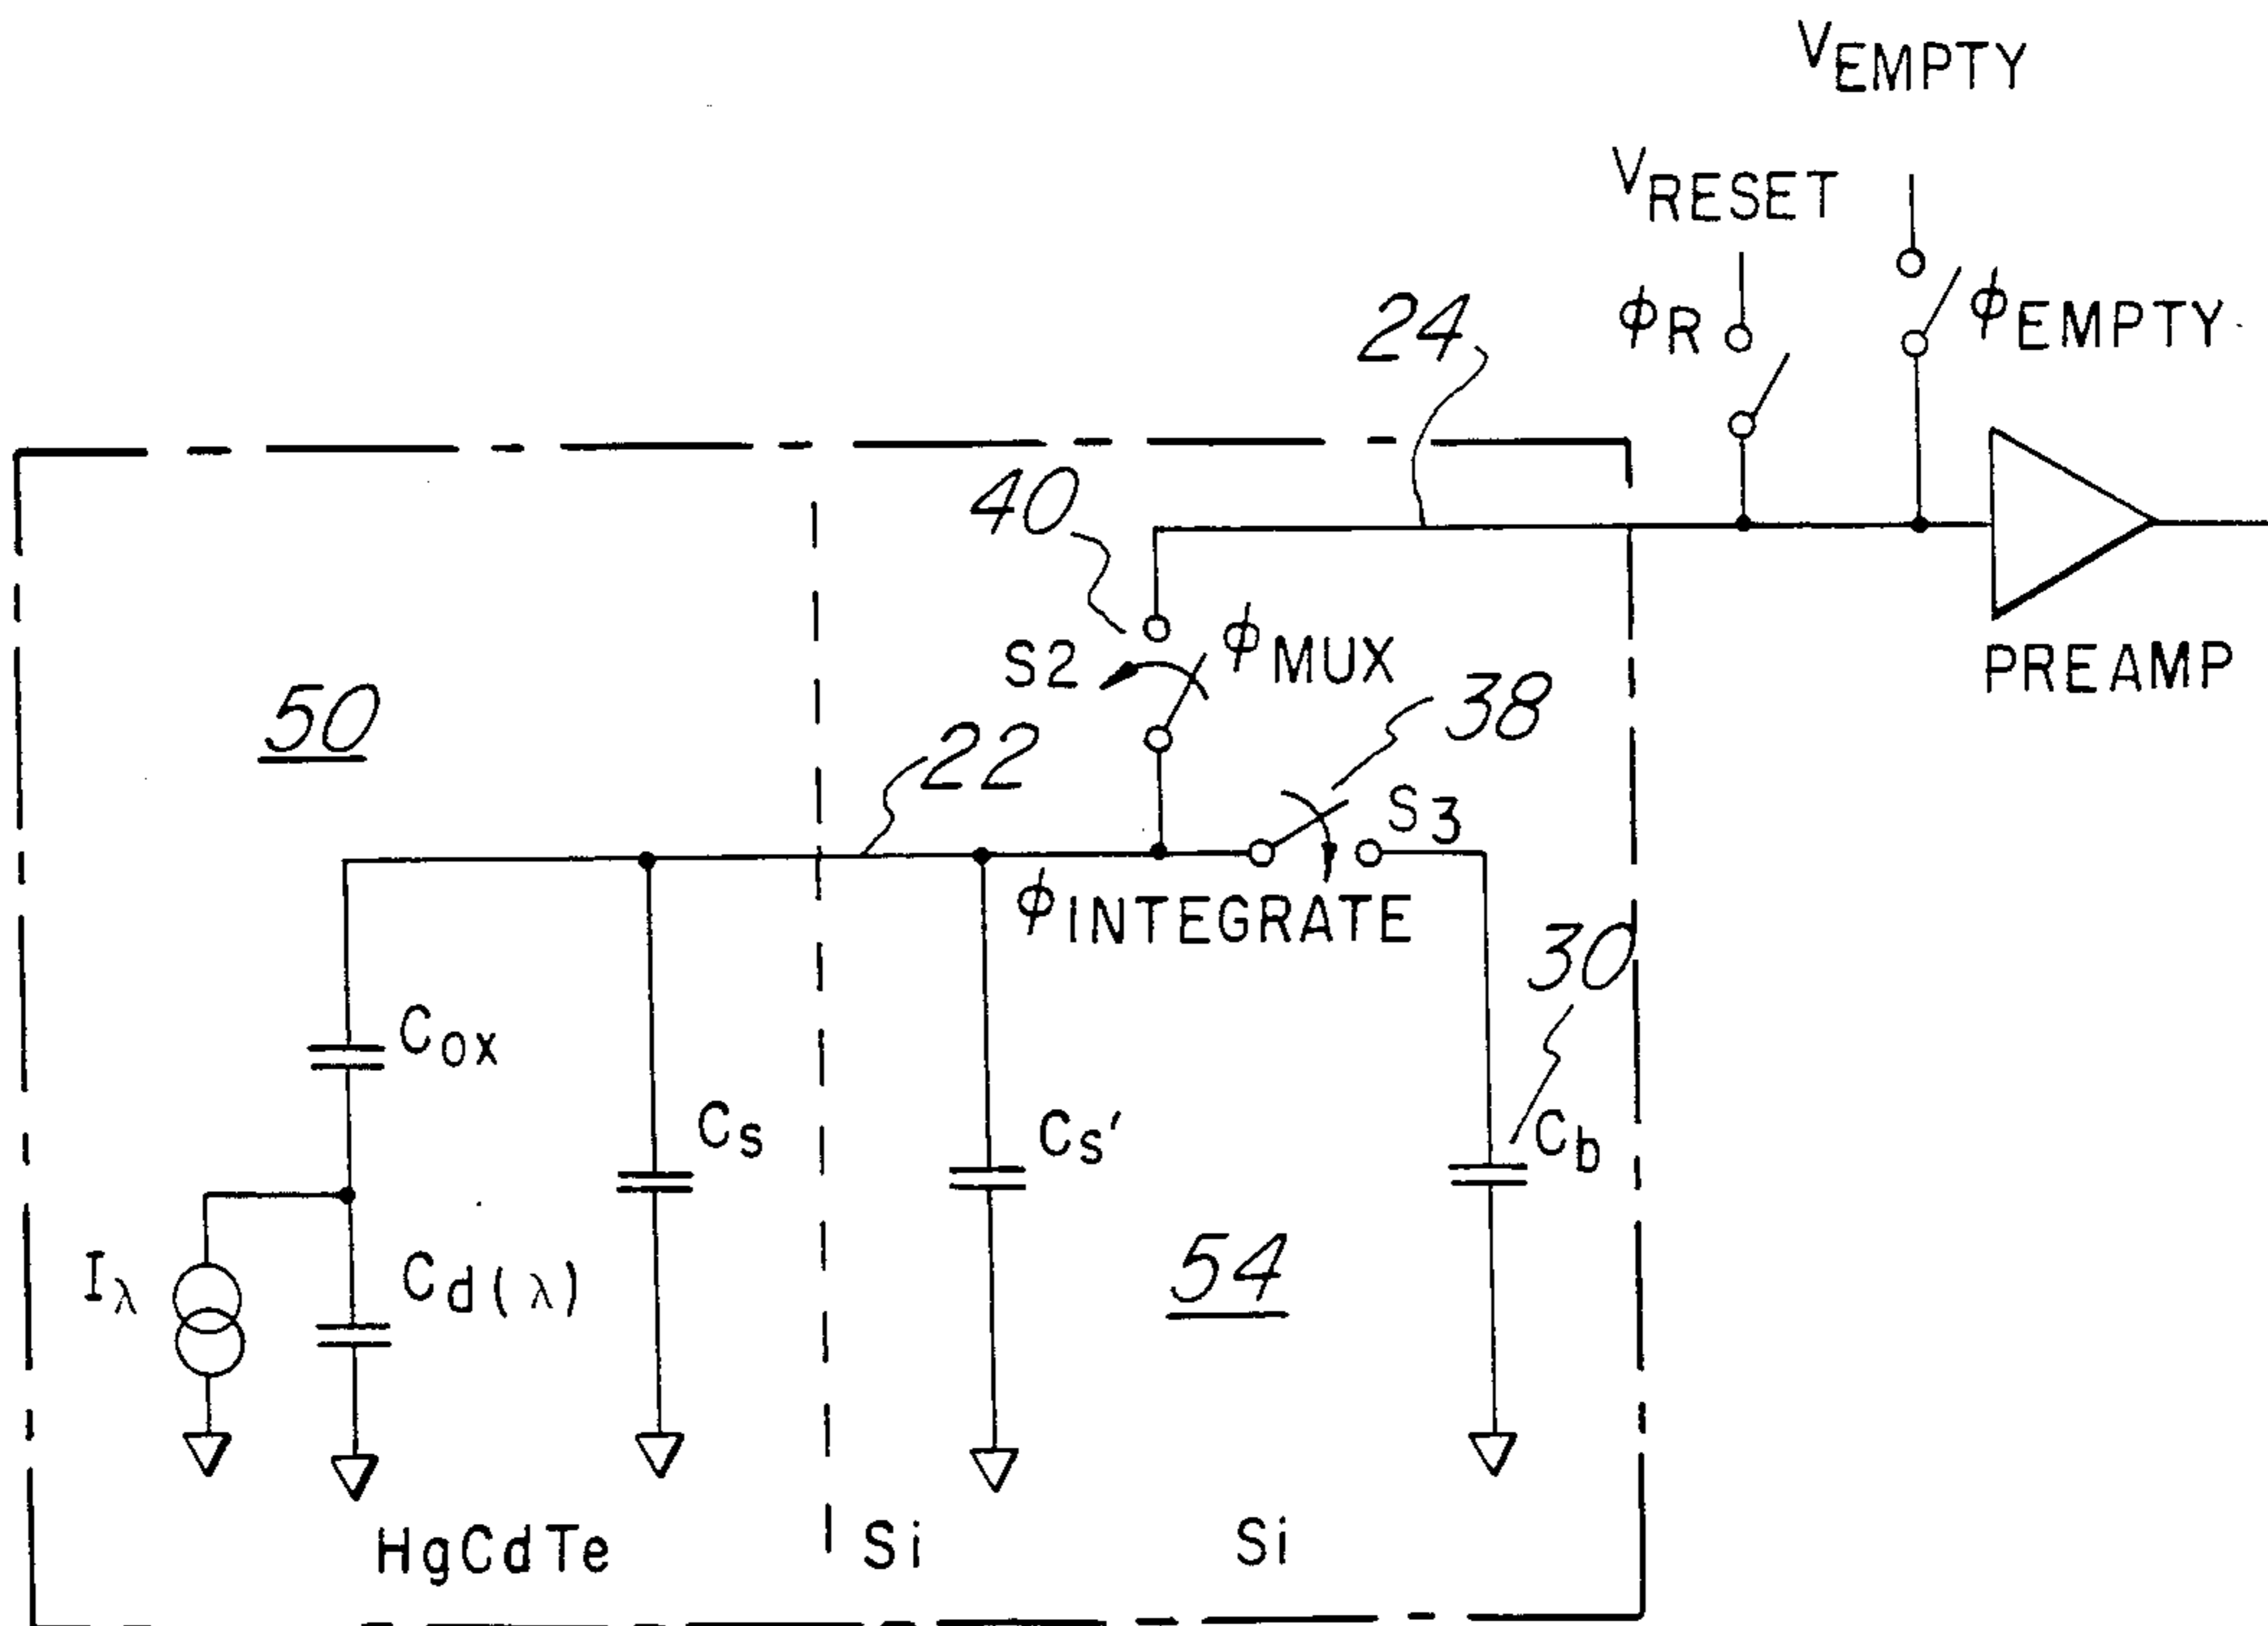 VEMPTY
VRESET
ϕR
ϕEMPTY
24
40
S2
ϕMUX
PREAMP
38
50
22
S3
ϕINTEGRATE
30
Cox
Cs
Cs'
Cb
Iλ
Cd(λ)
54
HgCdTe
Si
Si